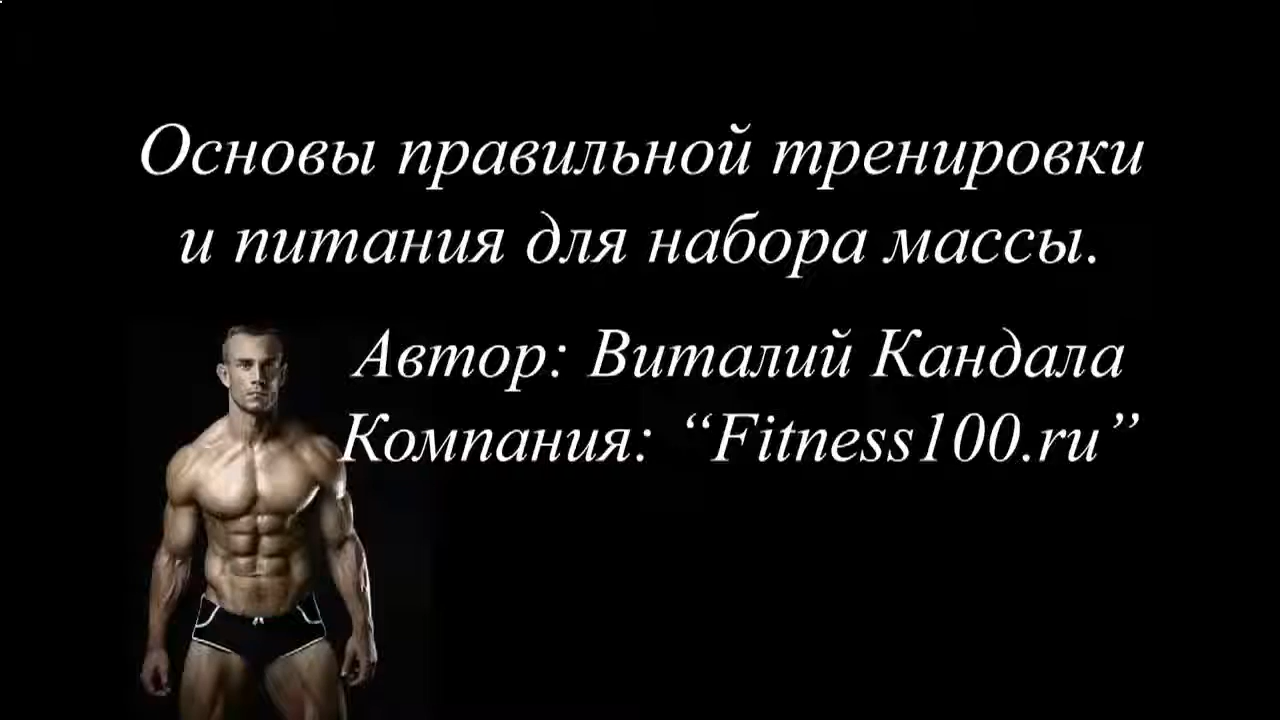 Основы правильной тренировки
и питания для набора массы.
Автор: Виталий Кандала
Компания: “Fitness100.ru”